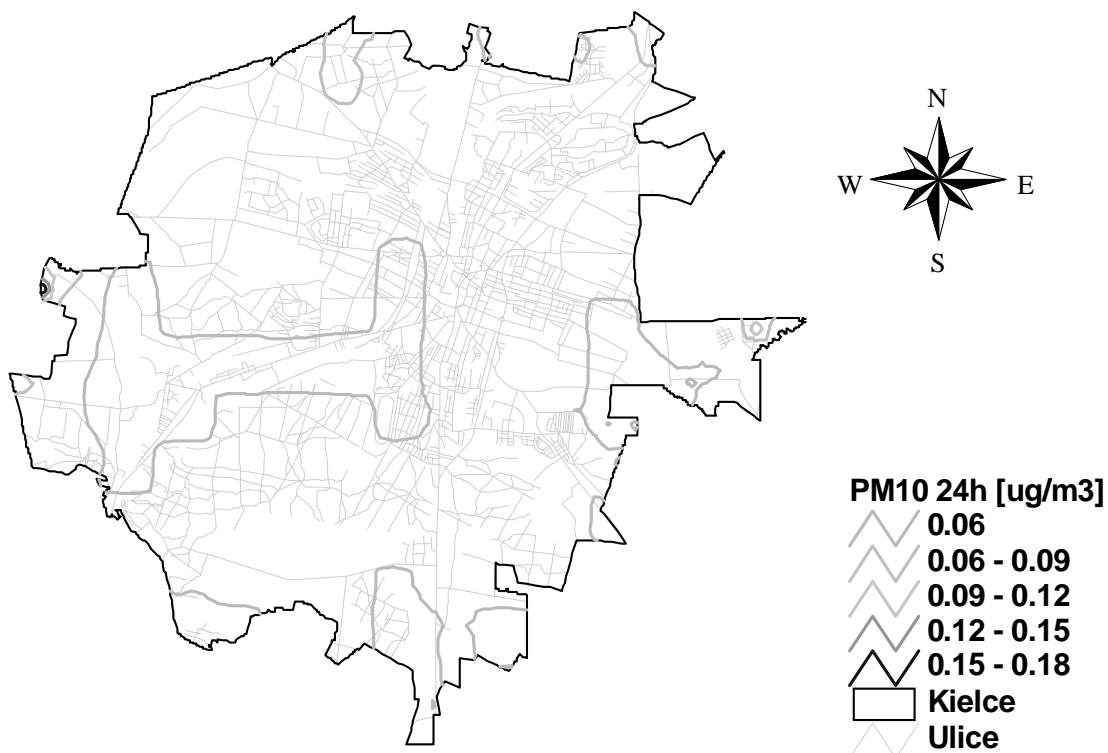 N
W E
S
PM10 24h [ug/m3]
0.06
0.06 - 0.09
0.09 - 0.12
0.12 - 0.15
0.15 - 0.18
Kielce
Ulice